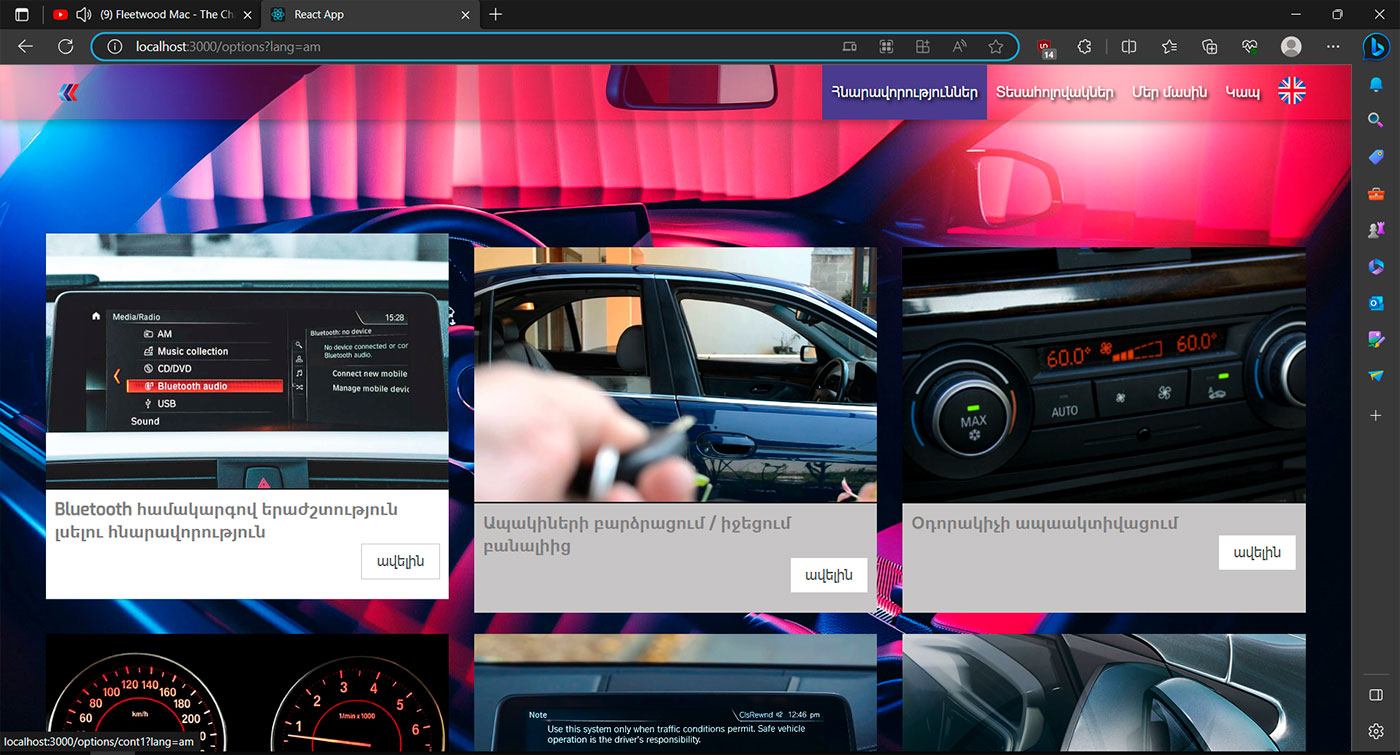 (9) Fleetwood Mac - The Ch
React App
localhost:3000/options?lang=am
14
Հնարավորություններ
Տեսահոլովակներ
Մեր մասին
Կապ
Media/Radio
15:28
AM
Music collection
CD/DVD
Bluetooth audio
USB
Sound
Bluetooth: no device
No device connected or cor
Bluetooth audio.
Connect new mobile
Manage mobile devic
60.0°
60.0°
MAX
AUTO
Bluetooth համակարգով երաժշտություն
լսելու հնարավորություն
ավելին
Ապակիների բարձրացում / իջեցում
բանալիից
ավելին
Օդորակիչի ապաակտիվացում
ավելին
60
80
100
120
140
160
180
200
km/h
1
2
3
4
5
6
1/min x 1000
Note
ClsRewnd
12:46 pm
Use this system only when traffic conditions permit. Safe vehicle
operation is the driver's responsibility.
localhost:3000/options/cont1?lang=am